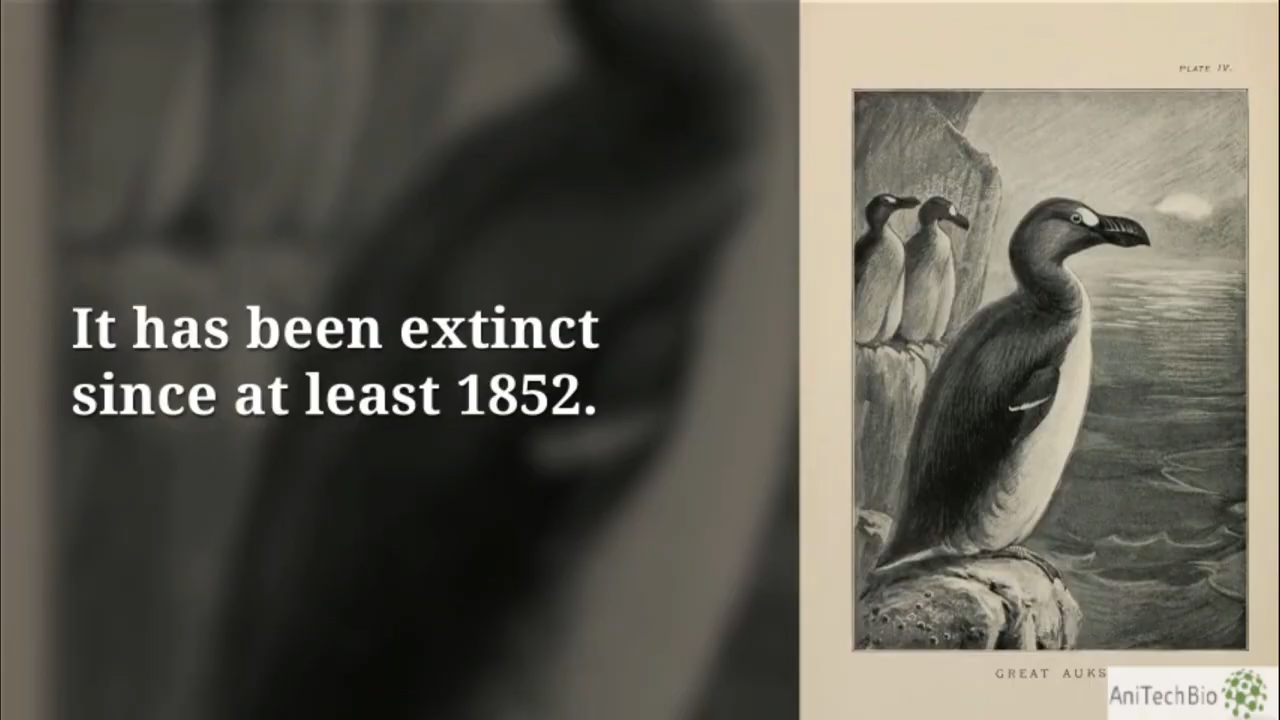 It has been extinct
since at least 1852.
PLATE IV.
GREAT AUKS
AniTechBio